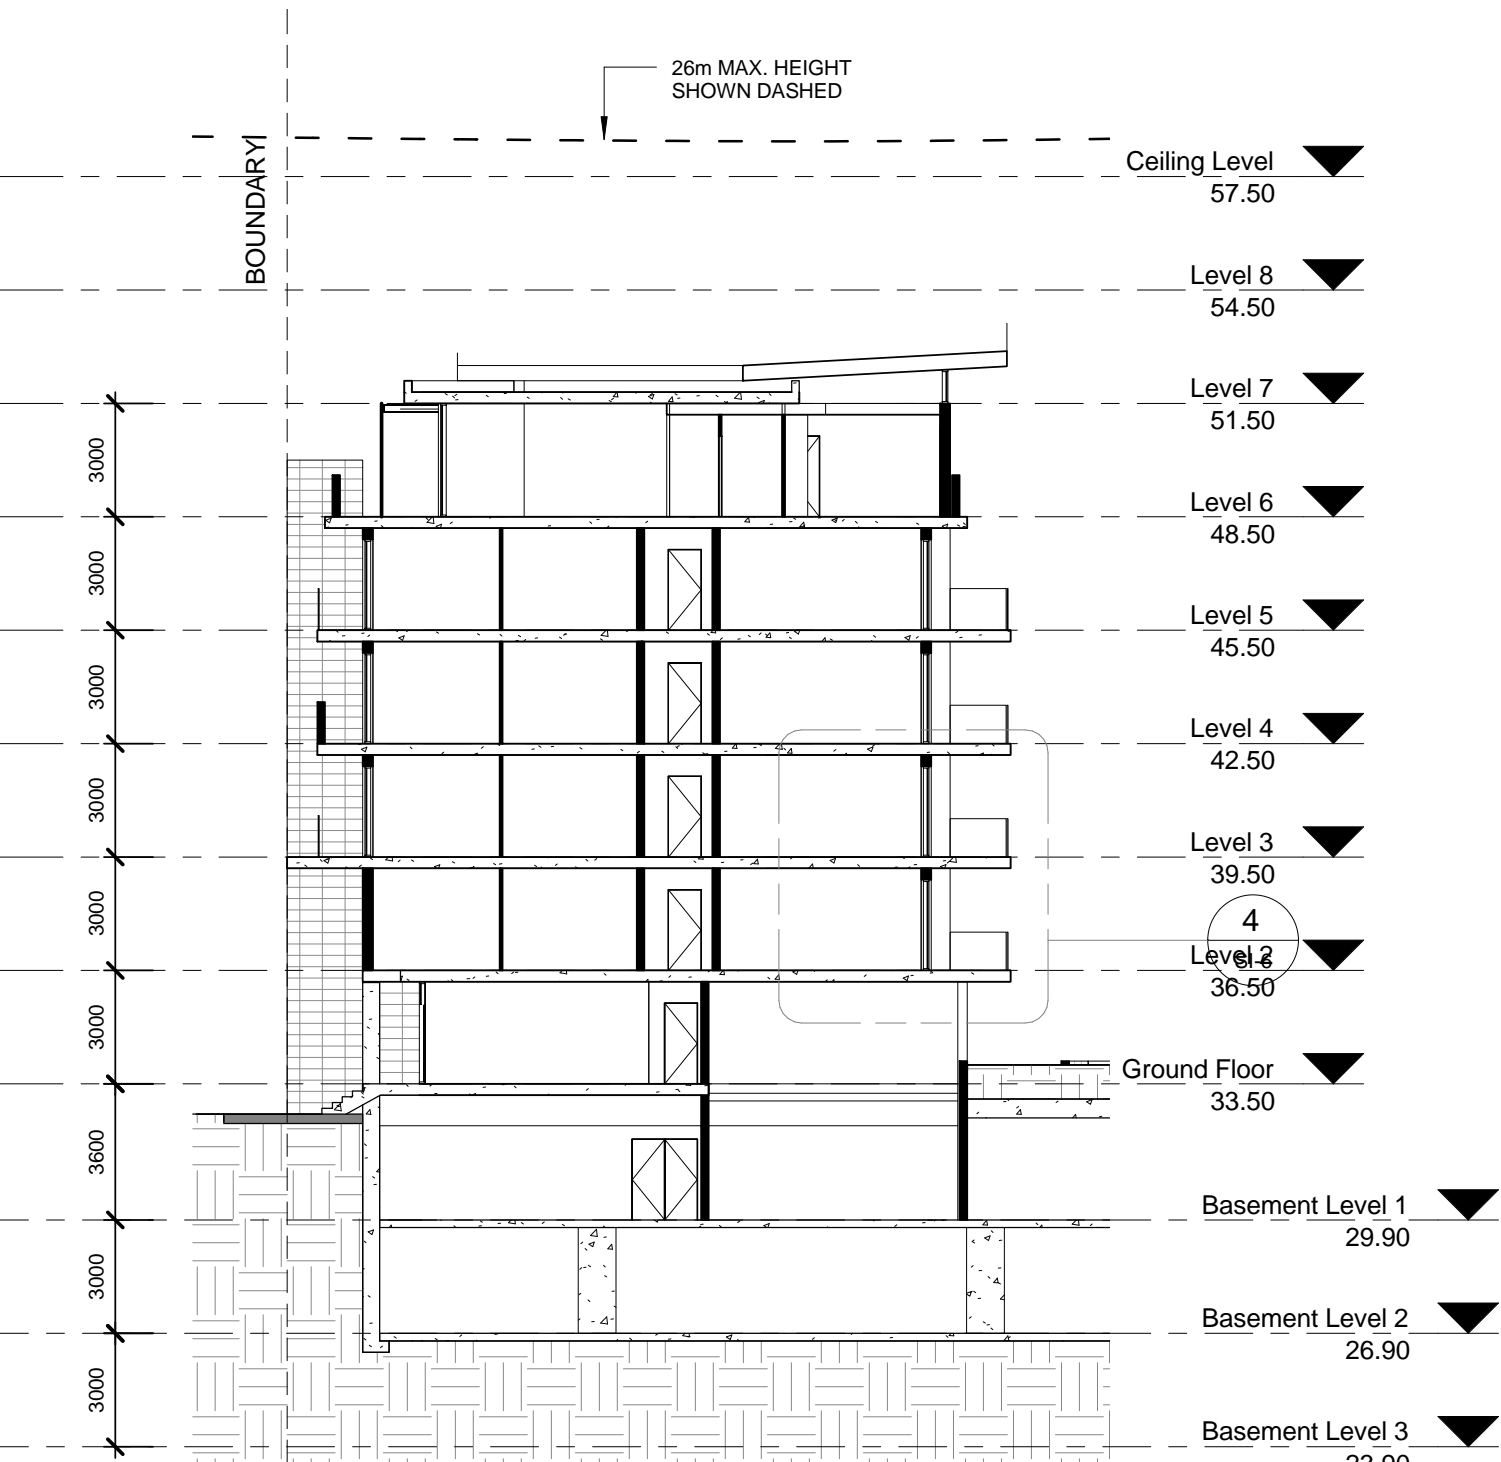 26m MAX. HEIGHT
SHOWN DASHED
BOUNDARY
Ceiling Level
57.50
Level 8
54.50
Level 7
51.50
3000
Level 6
48.50
3000
Level 5
45.50
3000
Level 4
42.50
3000
Level 3
39.50
3000
4
Level 2
36.50
3000
Ground Floor
33.50
3600
Basement Level 1
29.90
3000
Basement Level 2
26.90
3000
Basement Level 3
23.90